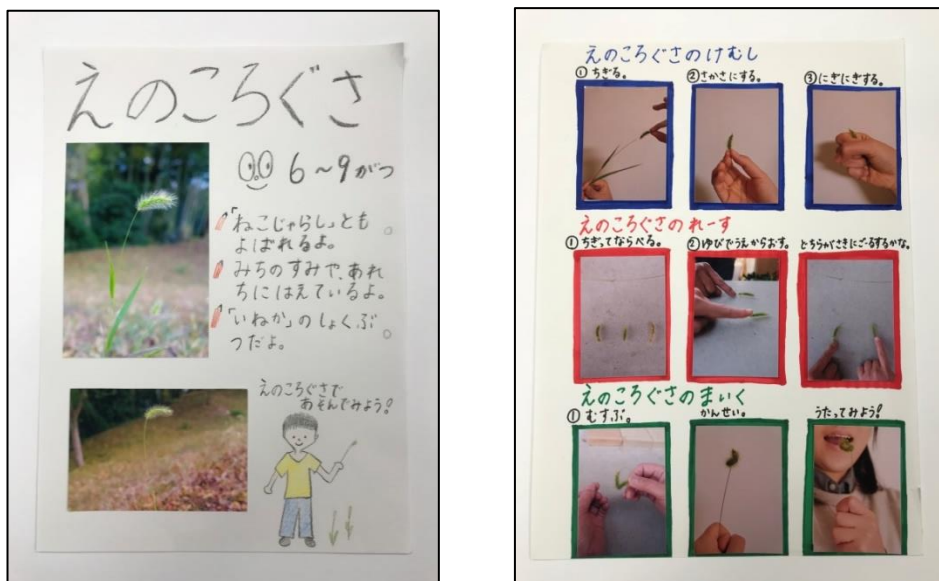 えのころぐさ
6～9がつ
「ねこじゃらし」とも
よばれるよ。
みちのすみや、あれ
ちにはえているよ。
「いねか」のしょくぶ
つだよ。
えのころぐさで
あそんでみよう!
えのころぐさのけむし
①ちぎる。
②さかさにする。
③にぎにぎする。
えのころぐさのれーす
①ちぎってならべる。
②ゆびでうえからおす。
どちらがさきにごーるするかな。
えのころぐさのまいく
①むすぶ。
かんせい。
うたってみよう!